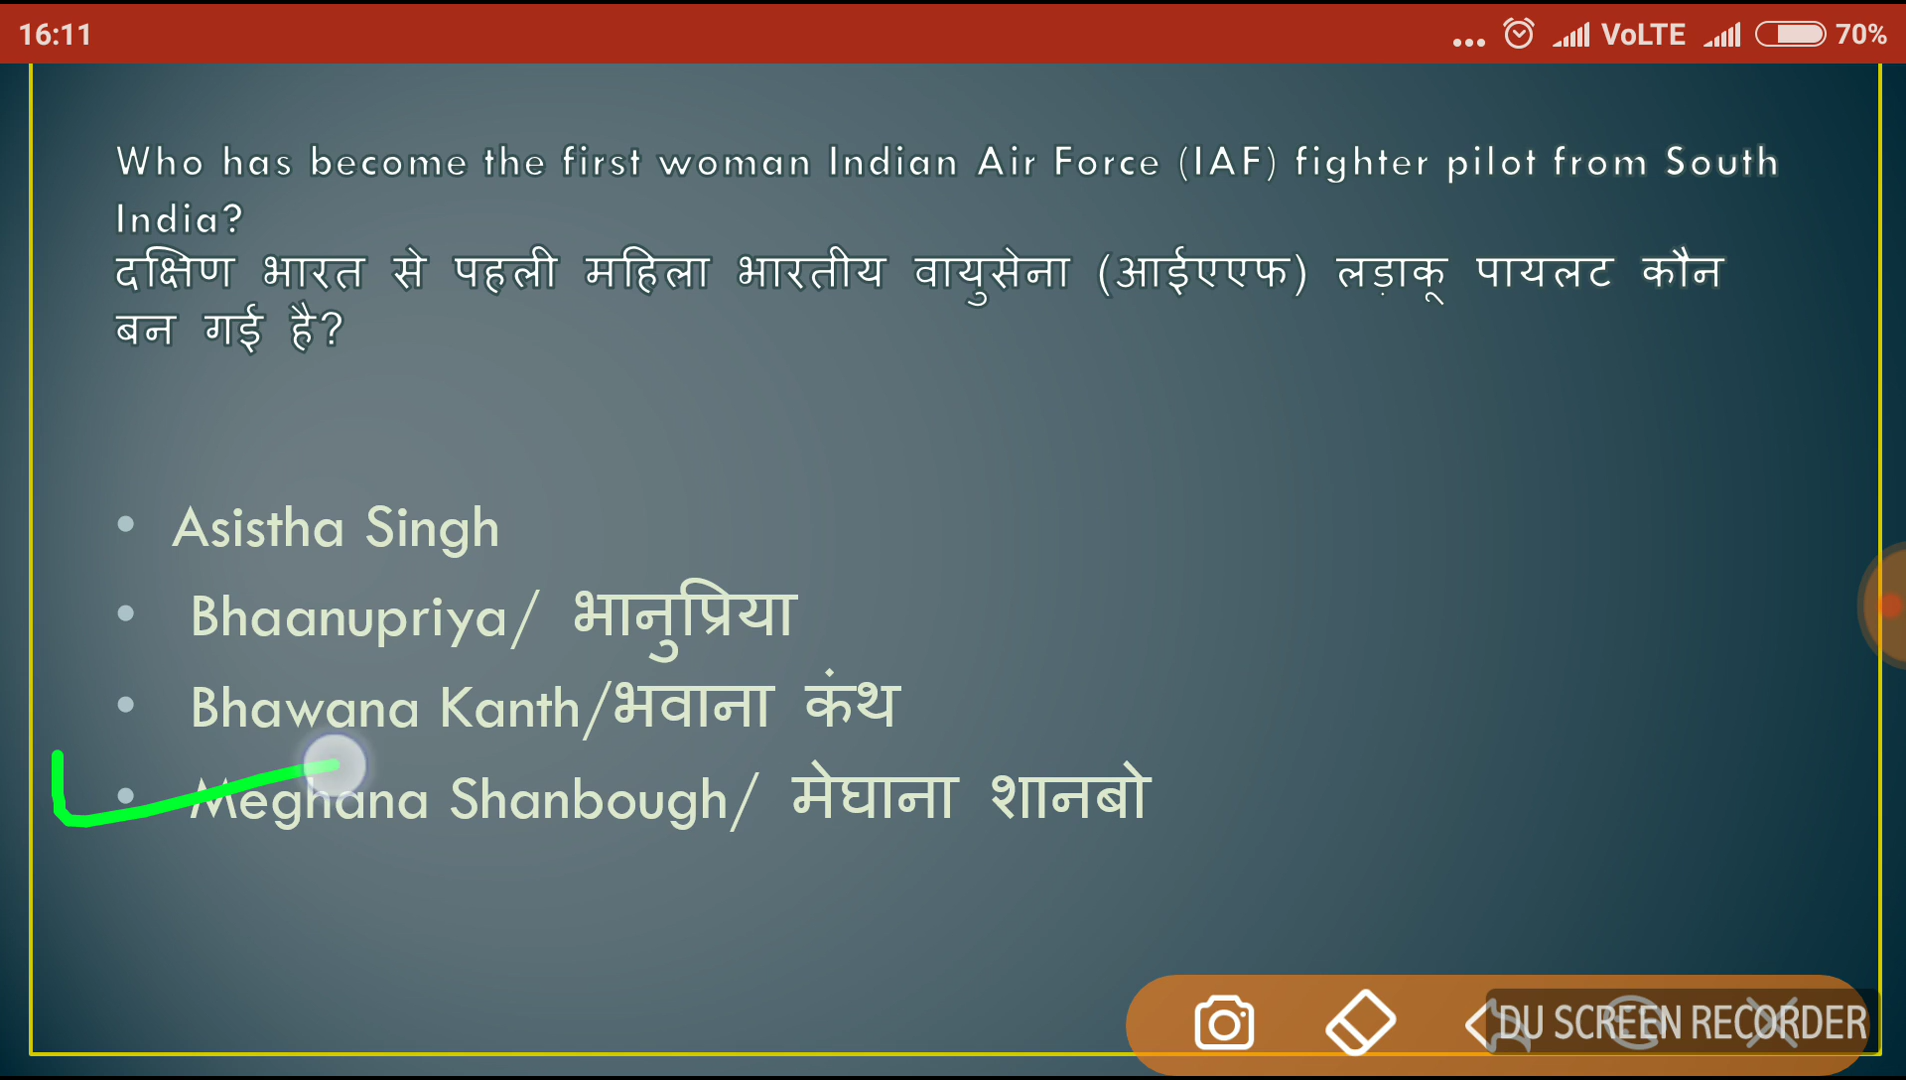 16:11
... VoLTE 70%
Who has become the first woman Indian Air Force (IAF) fighter pilot from South
India?
दक्षिण भारत से पहली महिला भारतीय वायुसेना (आईएएफ) लड़ाकू पायलट कौन
बन गई है?
• Asistha Singh
• Bhaanupriya/ भानुप्रिया
• Bhawana Kanth/भवाना कंथ
• Meghana Shanbough/ मेघाना शानबो
DU SCREEN RECORDER